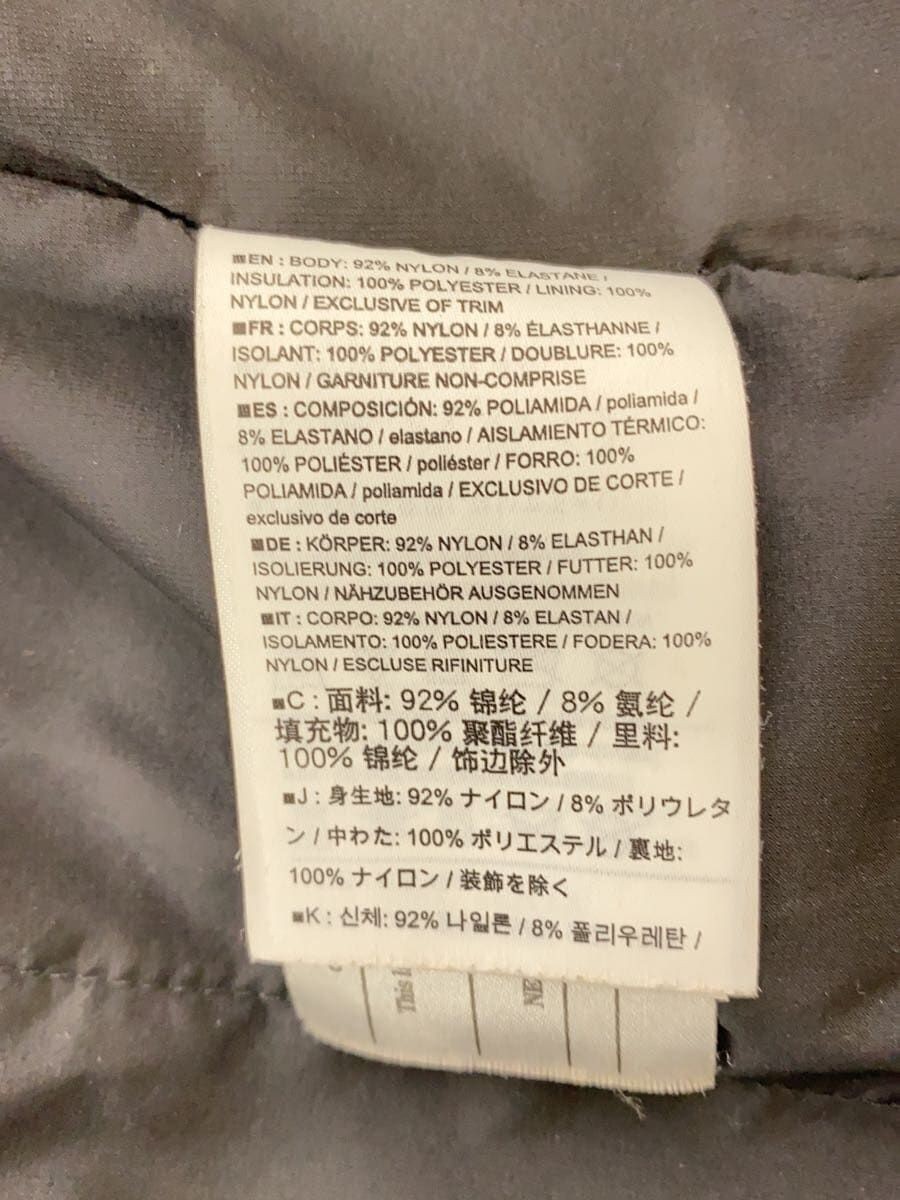 ■EN : BODY: 92% NYLON / 8% ELASTANE /
INSULATION: 100% POLYESTER / LINING: 100%
NYLON / EXCLUSIVE OF TRIM
■FR : CORPS: 92% NYLON / 8% ÉLASTHANNE /
ISOLANT: 100% POLYESTER / DOUBLURE: 100%
NYLON / GARNITURE NON-COMPRISE
■ES : COMPOSICIÓN: 92% POLIAMIDA / poliamida /
8% ELASTANO / elastano / AISLAMIENTO TÉRMICO:
100% POLIÉSTER / poliéster / FORRO: 100%
POLIAMIDA / poliamida / EXCLUSIVO DE CORTE /
exclusivo de corte
■DE : KÖRPER: 92% NYLON / 8% ELASTHAN /
ISOLIERUNG: 100% POLYESTER / FUTTER: 100%
NYLON / NÄHZUBEHÖR AUSGENOMMEN
■IT : CORPO: 92% NYLON / 8% ELASTAN /
ISOLAMENTO: 100% POLIESTERE / FODERA: 100%
NYLON / ESCLUSE RIFINITURE
■C : 面料: 92% 锦纶 / 8% 氨纶 /
填充物: 100% 聚酯纤维 / 里料:
100% 锦纶 / 饰边除外
■J : 身生地: 92% ナイロン / 8% ポリウレタ
ン / 中わた: 100% ポリエステル / 裏地:
100% ナイロン / 装飾を除く
■K : 신체: 92% 나일론 / 8% 폴리우레탄 /
This
NE